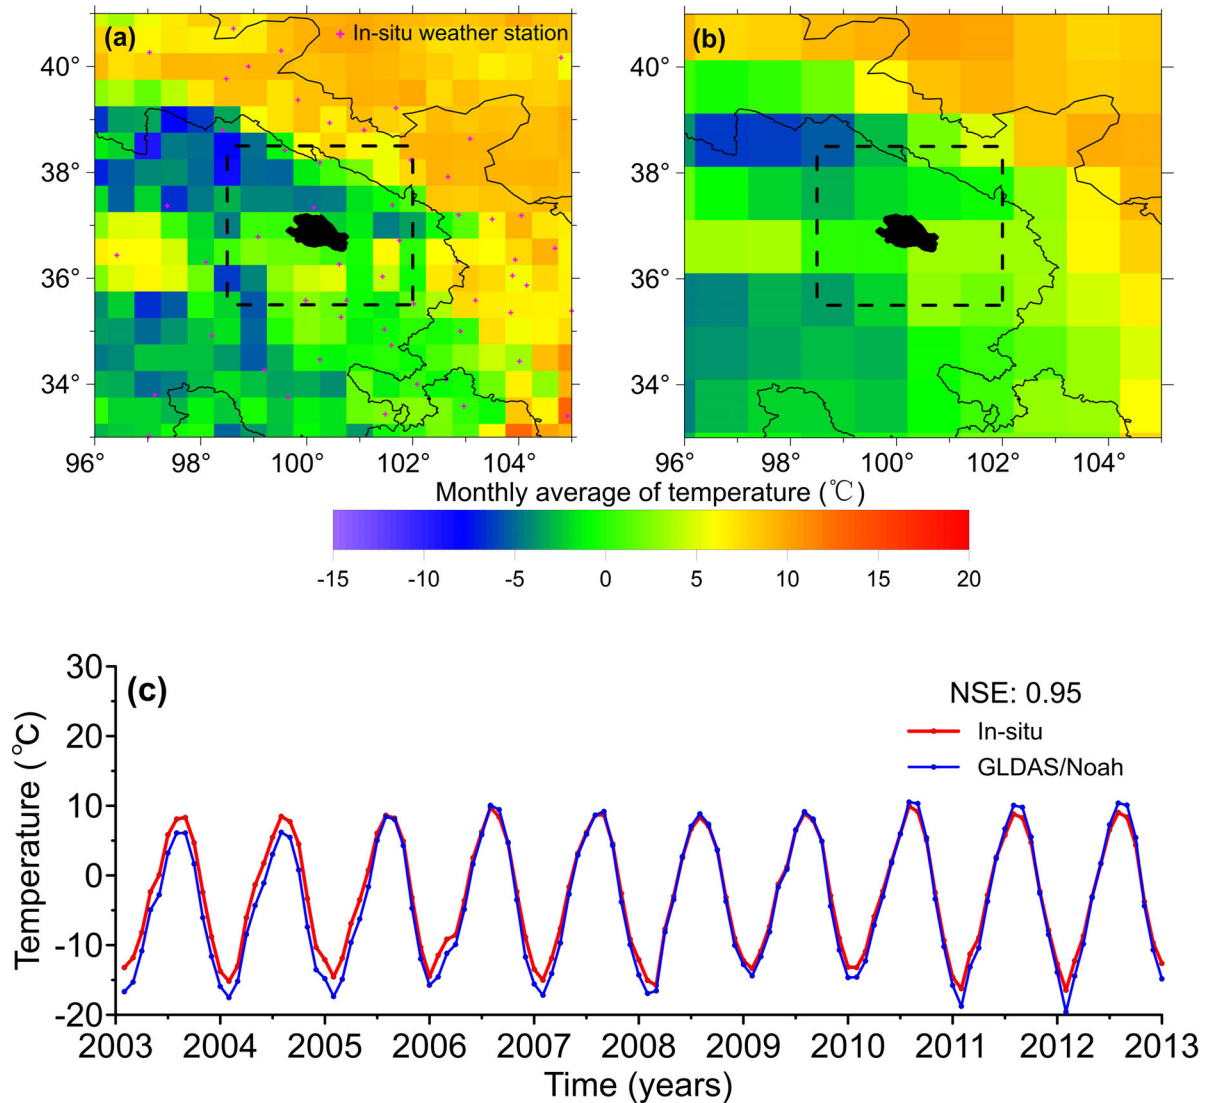 (a)
In-situ weather station
(b)
40°
38°
36°
34°
40°
38°
36°
34°
96° 98° 100° 102° 104°
96° 98° 100° 102° 104°
Monthly average of temperature (℃)
-15 -10 -5 0 5 10 15 20
(c)
NSE: 0.95
In-situ
GLDAS/Noah
Temperature (℃)
30
20
10
0
-10
-20
2003 2004 2005 2006 2007 2008 2009 2010 2011 2012 2013
Time (years)